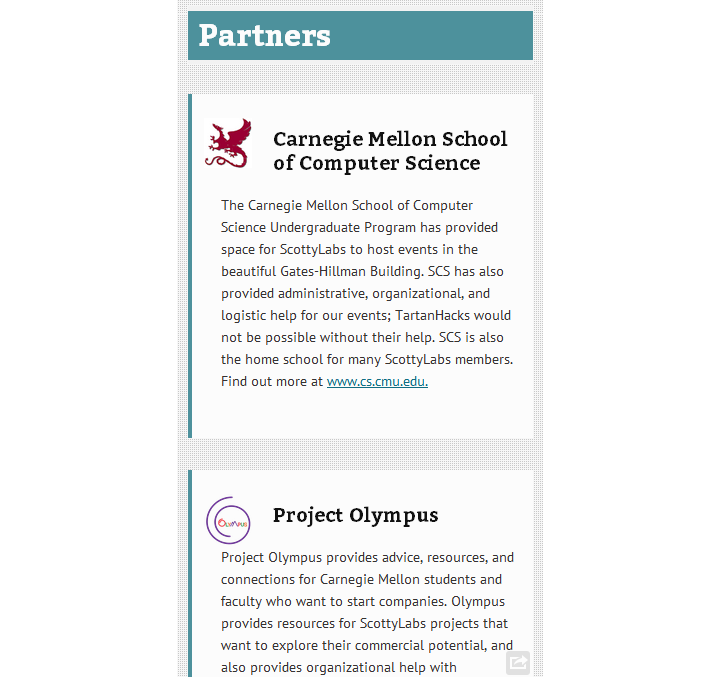 Partners
Carnegie Mellon School
of Computer Science
The Carnegie Mellon School of Computer
Science Undergraduate Program has provided
space for ScottyLabs to host events in the
beautiful Gates-Hillman Building. SCS has also
provided administrative, organizational, and
logistic help for our events; TartanHacks would
not be possible without their help. SCS is also
the home school for many ScottyLabs members.
Find out more at www.cs.cmu.edu.
OLYMPUS
Project Olympus
Project Olympus provides advice, resources, and
connections for Carnegie Mellon students and
faculty who want to start companies. Olympus
provides resources for ScottyLabs projects that
want to explore their commercial potential, and
also provides organizational help with